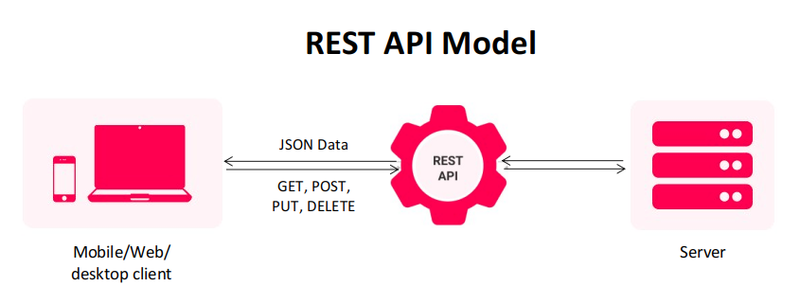 REST API Model
JSON Data
GET, POST,
PUT, DELETE
REST
API
Mobile/Web/
desktop client
Server